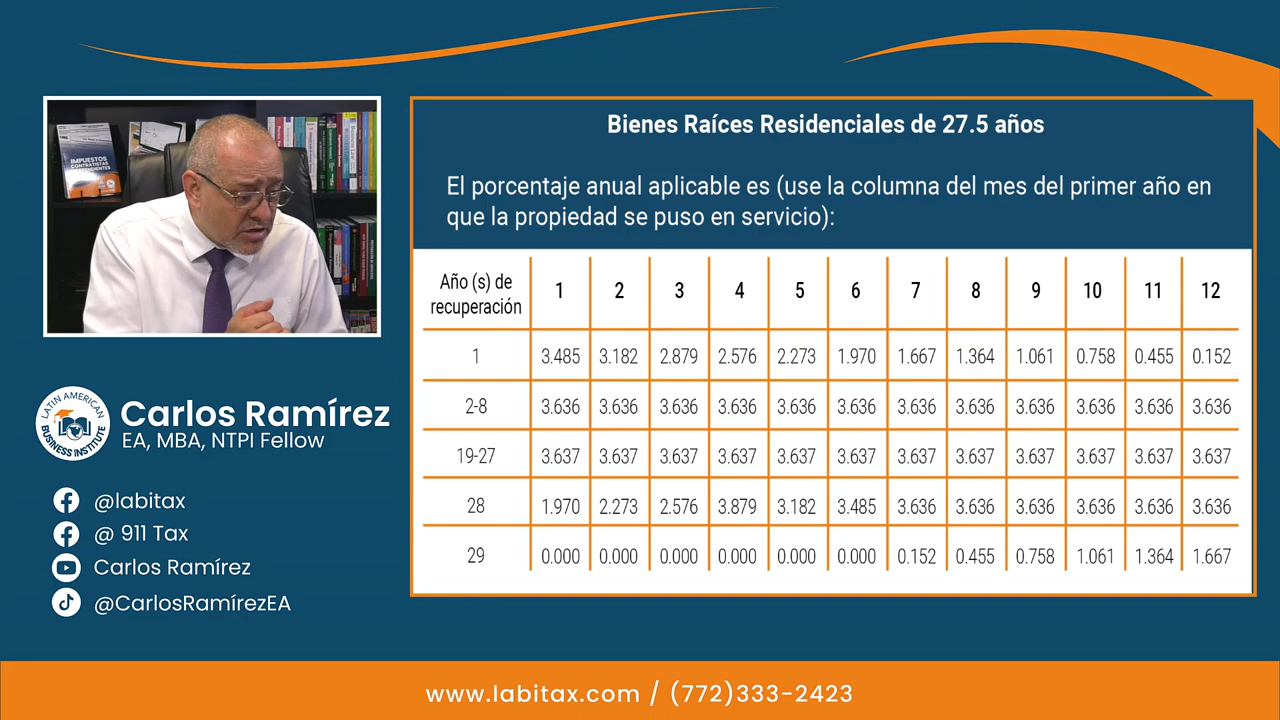 Bienes Raíces Residenciales de 27.5 años
El porcentaje anual aplicable es (use la columna del mes del primer año en
que la propiedad se puso en servicio):
Año (s) de
recuperación 1 2 3 4 5 6 7 8 9 10 11 12
1 3.485 3.182 2.879 2.576 2.273 1.970 1.667 1.364 1.061 0.758 0.455 0.152
2-8 3.636 3.636 3.636 3.636 3.636 3.636 3.636 3.636 3.636 3.636 3.636 3.636
19-27 3.637 3.637 3.637 3.637 3.637 3.637 3.637 3.637 3.637 3.637 3.637 3.637
28 1.970 2.273 2.576 3.879 3.182 3.485 3.636 3.636 3.636 3.636 3.636 3.636
29 0.000 0.000 0.000 0.000 0.000 0.000 0.152 0.455 0.758 1.061 1.364 1.667
IMPUESTOS
CONTRATISTAS
LATIN AMERICAN
BUSINESS INSTITUTE
Carlos Ramírez
EA, MBA, NTPI Fellow
@labitax
@ 911 Tax
Carlos Ramírez
@CarlosRamírezEA
www.labitax.com / (772)333-2423